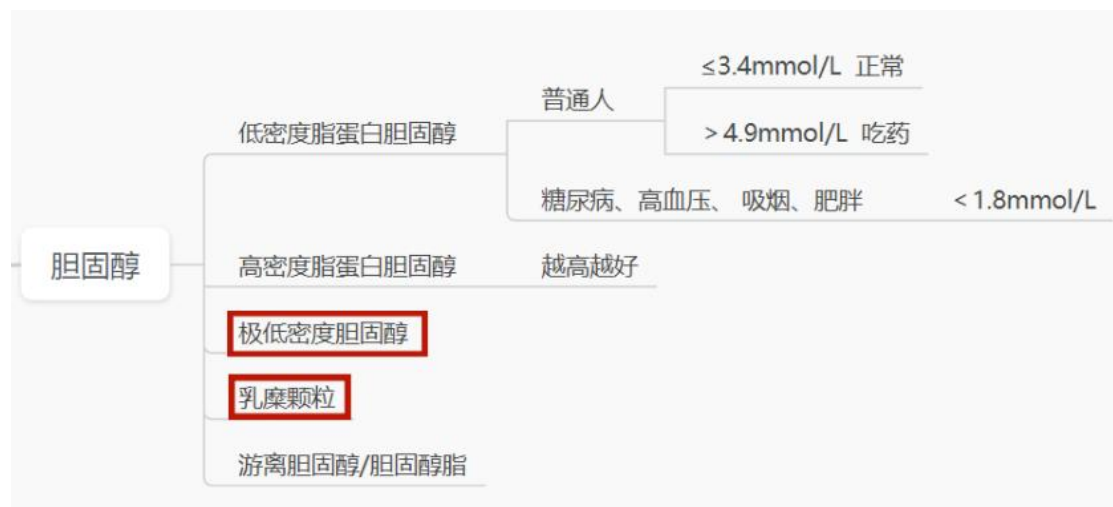 ≤3.4mmol/L 正常
普通人
低密度脂蛋白胆固醇
>4.9mmol/L 吃药
糖尿病、高血压、 吸烟、肥胖 <1.8mmol/L
胆固醇
高密度脂蛋白胆固醇 越高越好
极低密度胆固醇
乳糜颗粒
游离胆固醇/胆固醇脂